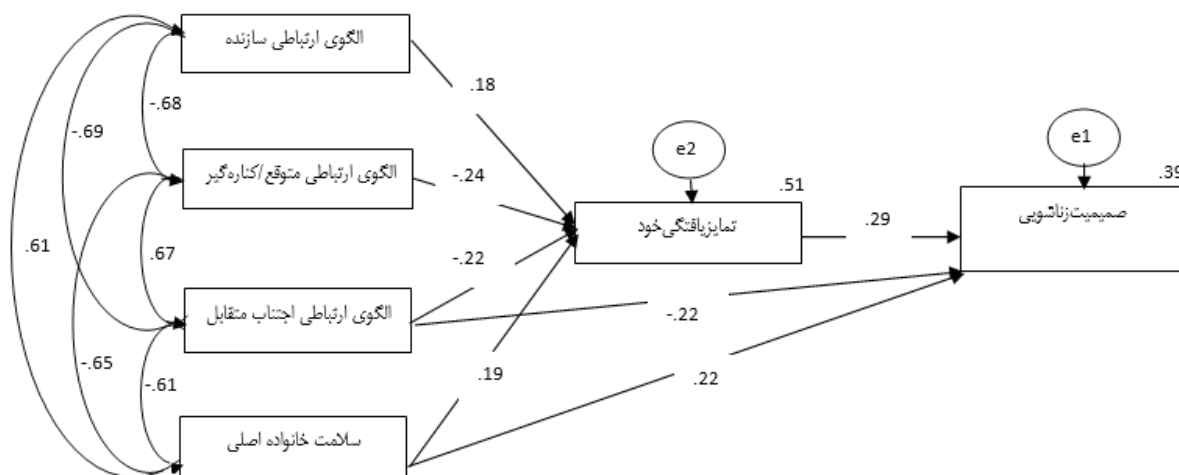 الگوی ارتباطی سازنده
.18
-.68
-.69
e2
e1
الگوی ارتباطی متوقع/کناره‌گیر
-.24
.51
.39
تمایزیافتگی‌خود
.29
صمیمیت‌زناشویی
.61
.67
-.22
الگوی ارتباطی اجتناب متقابل
-.22
-.65
-.61
.19
.22
سلامت خانواده اصلی